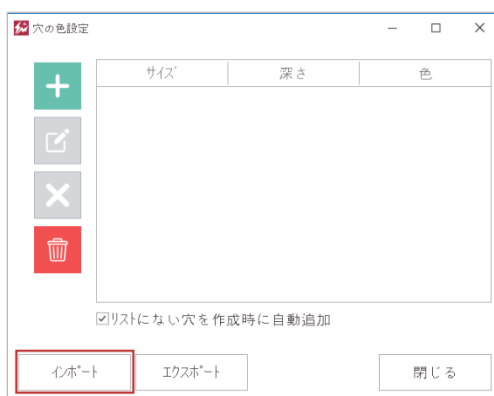 穴の色設定
サイズ 深さ 色
リストにない穴を作成時に自動追加
インポート エクスポート 閉じる